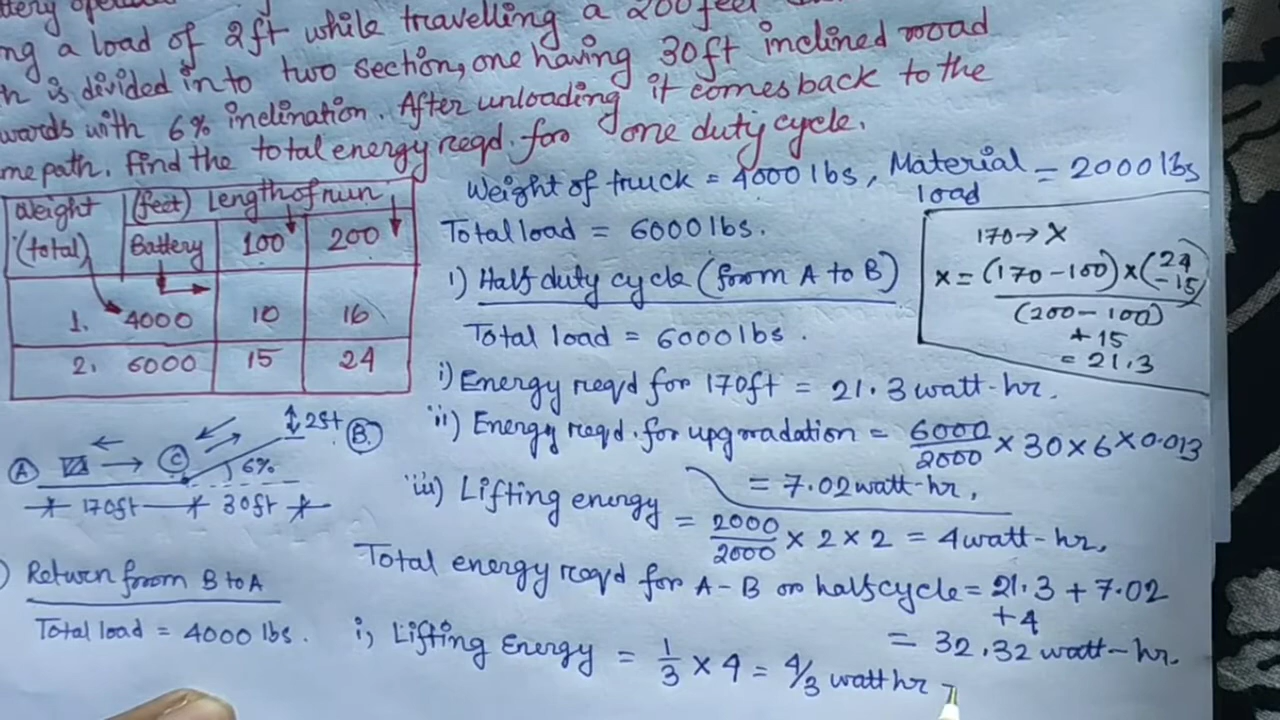 ng a load of 2ft while travelling a 200 feet
h is divided in to two section, one having 30ft inclined road
wards with 6% inclination. After unloading it comes back to the
me path. Find the total energy reqd. for one duty cycle.
Weight of truck = 4000 lbs, Material load = 2000 lbs
Total load = 6000 lbs.
1) Half duty cycle (from A to B)
Total load = 6000 lbs.
170 → X
X = (170 - 100) × (24 - 15)
(200 - 100)
+ 15
= 21.3
Weight (total)
(feet) Length of run
Battery 100 200
1. 4000 10 16
2. 6000 15 24
i) Energy reqd for 170ft = 21.3 watt-hr.
ii) Energy reqd. for upgradation = 6000/2000 × 30 × 6 × 0.013
= 7.02 watt-hr,
iii) Lifting energy
= 2000/2000 × 2 × 2 = 4 watt-hr,
Total energy reqd for A-B or half cycle = 21.3 + 7.02
+ 4
= 32.32 watt-hr.
A C B
2ft
6%
170ft 30ft
) Return from B to A
Total load = 4000 lbs.
i, Lifting Energy = 1/3 × 4 = 4/3 watt hr